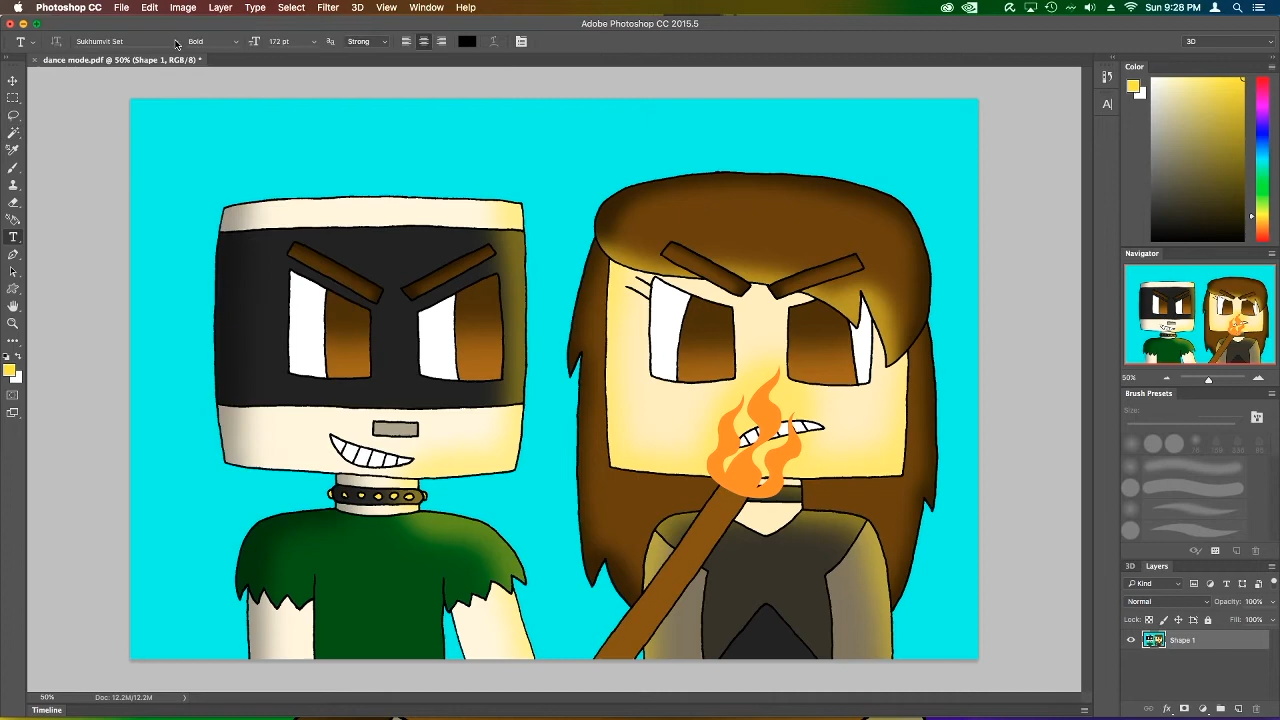 Photoshop CC File Edit Image Layer Type Select Filter 3D View Window Help Sun 9:28 PM
Adobe Photoshop CC 2015.5
T Sukhumvit Set Bold 172 pt Strong 3D
dance mode.pdf @ 50% (Shape 1, RGB/8) *
Color
Navigator
50%
Brush Presets
Size:
3D Layers
Kind
Normal Opacity: 100%
Lock: Fill: 100%
Shape 1
50% Doc: 12.2M/12.2M
Timeline